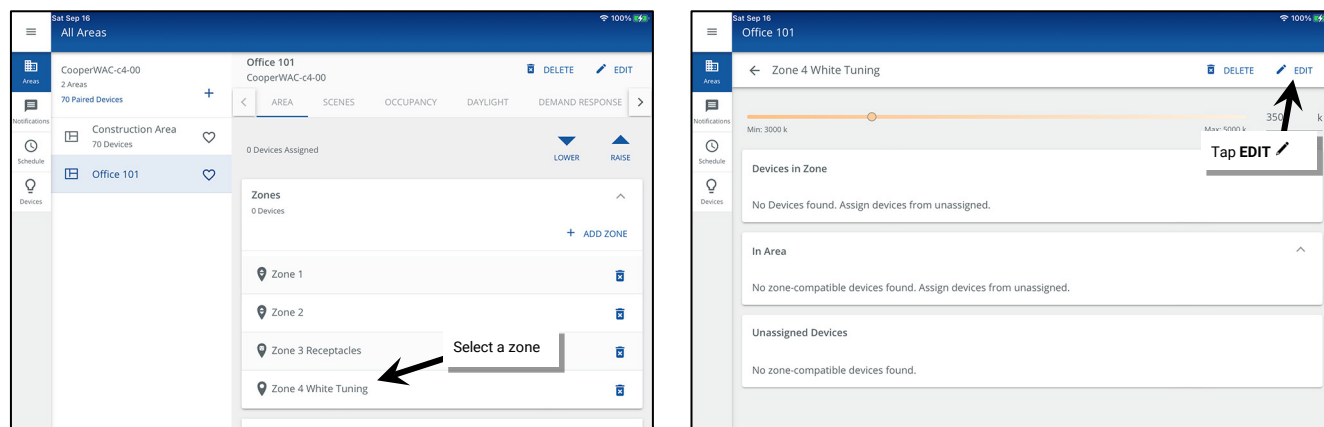 Sat Sep 16
100%
All Areas
Areas
Notifications
Schedule
Devices
CooperWAC-c4-00
2 Areas
70 Paired Devices
+
Construction Area
70 Devices
Office 101
Office 101
CooperWAC-c4-00
DELETE
EDIT
< AREA SCENES OCCUPANCY DAYLIGHT DEMAND RESPONSE >
0 Devices Assigned
LOWER
RAISE
Zones
0 Devices
+ ADD ZONE
Zone 1
Zone 2
Zone 3 Receptacles
Select a zone
Zone 4 White Tuning
Sat Sep 16
100%
Office 101
Areas
Notifications
Schedule
Devices
Zone 4 White Tuning
DELETE
EDIT
350 k
Min: 3000 k
Max: 5000 k
Tap EDIT
Devices in Zone
No Devices found. Assign devices from unassigned.
In Area
No zone-compatible devices found. Assign devices from unassigned.
Unassigned Devices
No zone-compatible devices found.